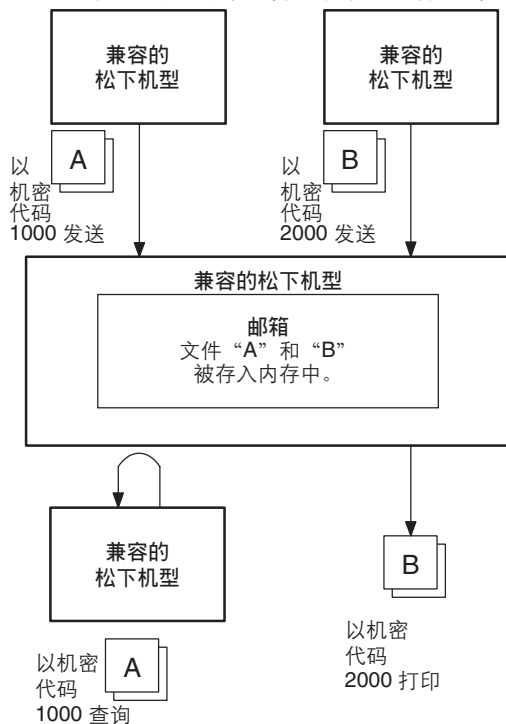 兼容的
松下机型
兼容的
松下机型
A
以
机密
代码
1000 发送
B
以
机密
代码
2000 发送
兼容的松下机型
邮箱
文件“A”和“B”
被存入内存中。
兼容的
松下机型
B
以机密
代码
2000 打印
A
以机密
代码
1000 查询